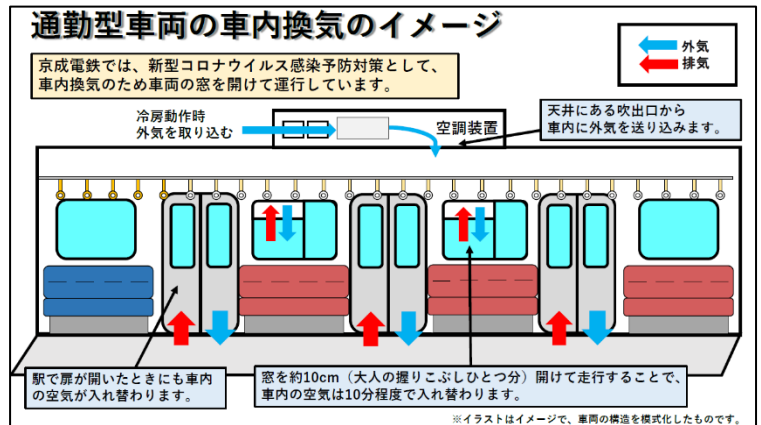 通勤型車両の車内換気のイメージ
京成電鉄では、新型コロナウイルス感染予防対策として、
車内換気のため車両の窓を開けて運行しています。
外気
排気
冷房動作時
外気を取り込む
空調装置
天井にある吹出口から
車内に外気を送り込みます。
駅で扉が開いたときにも車内
の空気が入れ替わります。
窓を約10cm（大人の握りこぶしひとつ分）開けて走行することで、
車内の空気は10分程度で入れ替わります。
※イラストはイメージで、車両の構造を模式化したものです。